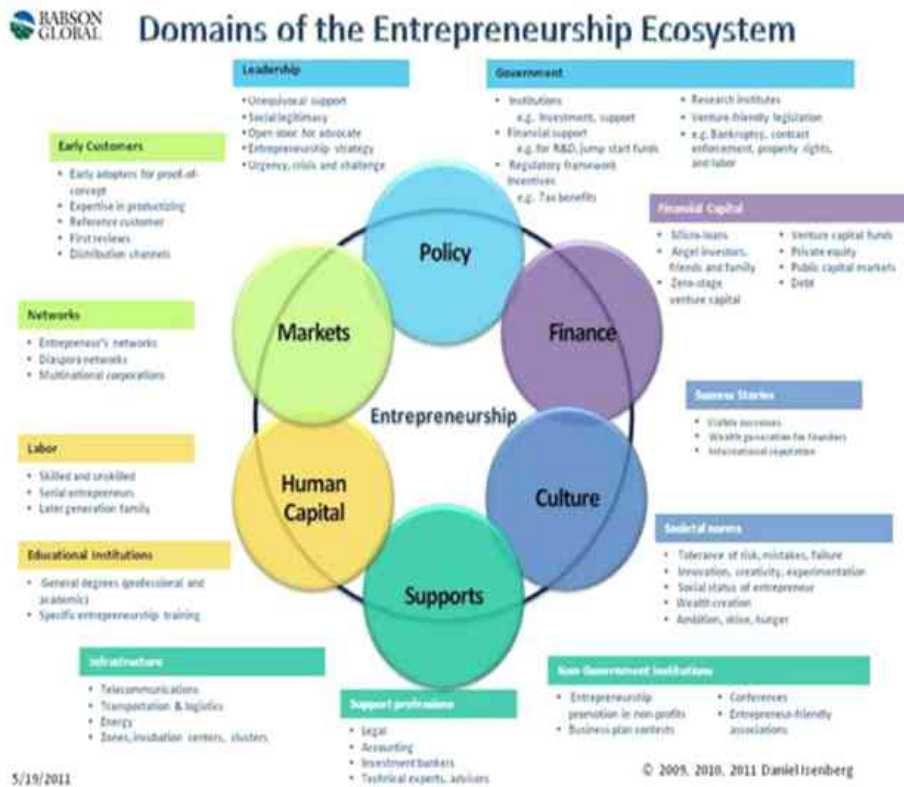 BABSON
GLOBAL
Domains of the Entrepreneurship Ecosystem
Leadership
• Unequivocal support
• Social legitimacy
• Open door for advocate
• Entrepreneurship strategy
• Urgency, crisis and challenge
Government
• Institutions
e.g. Investment, support
• Financial support
e.g. for R&D, jump start funds
• Regulatory framework
Incentives
e.g. Tax benefits
• Research institutes
• Venture-friendly legislation
• e.g. Bankruptcy, contract
enforcement, property rights,
and labor
Early Customers
• Early adopters for proof-of-
concept
• Expertise in productizing
• Reference customer
• First reviews
• Distribution channels
Financial Capital
• Micro-loans
• Angel investors,
friends and family
• Zero-stage
venture capital
• Venture capital funds
• Private equity
• Public capital markets
• Debt
Networks
• Entrepreneur's networks
• Diaspora networks
• Multinational corporations
Success Stories
• Visible successes
• Wealth generation for founders
• International reputation
Labor
• Skilled and unskilled
• Serial entrepreneurs
• Later generation family
Societal norms
• Tolerance of risk, mistakes, failure
• Innovation, creativity, experimentation
• Social status of entrepreneur
• Wealth creation
• Ambition, drive, hunger
Educational Institutions
• General degrees (professional and
academic)
• Specific entrepreneurship training
Policy
Markets
Finance
Entrepreneurship
Human
Capital
Culture
Supports
Infrastructure
• Telecommunications
• Transportation & logistics
• Energy
• Zones, incubation centers, clusters
Support professions
• Legal
• Accounting
• Investment bankers
• Technical experts, advisors
Non-Government Institutions
• Entrepreneurship
promotion in non-profits
• Business plan contests
• Conferences
• Entrepreneur-friendly
associations
5/19/2011
© 2009, 2010, 2011 Daniel Isenberg